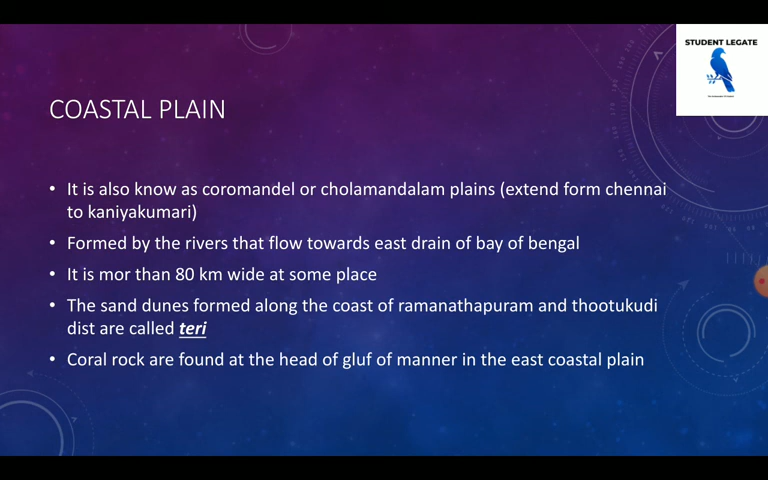 STUDENT LEGATE
COASTAL PLAIN
• It is also know as coromandel or cholamandalam plains (extend form chennai
to kaniyakumari)
• Formed by the rivers that flow towards east drain of bay of bengal
• It is mor than 80 km wide at some place
• The sand dunes formed along the coast of ramanathapuram and thootukudi
dist are called teri
• Coral rock are found at the head of gluf of manner in the east coastal plain